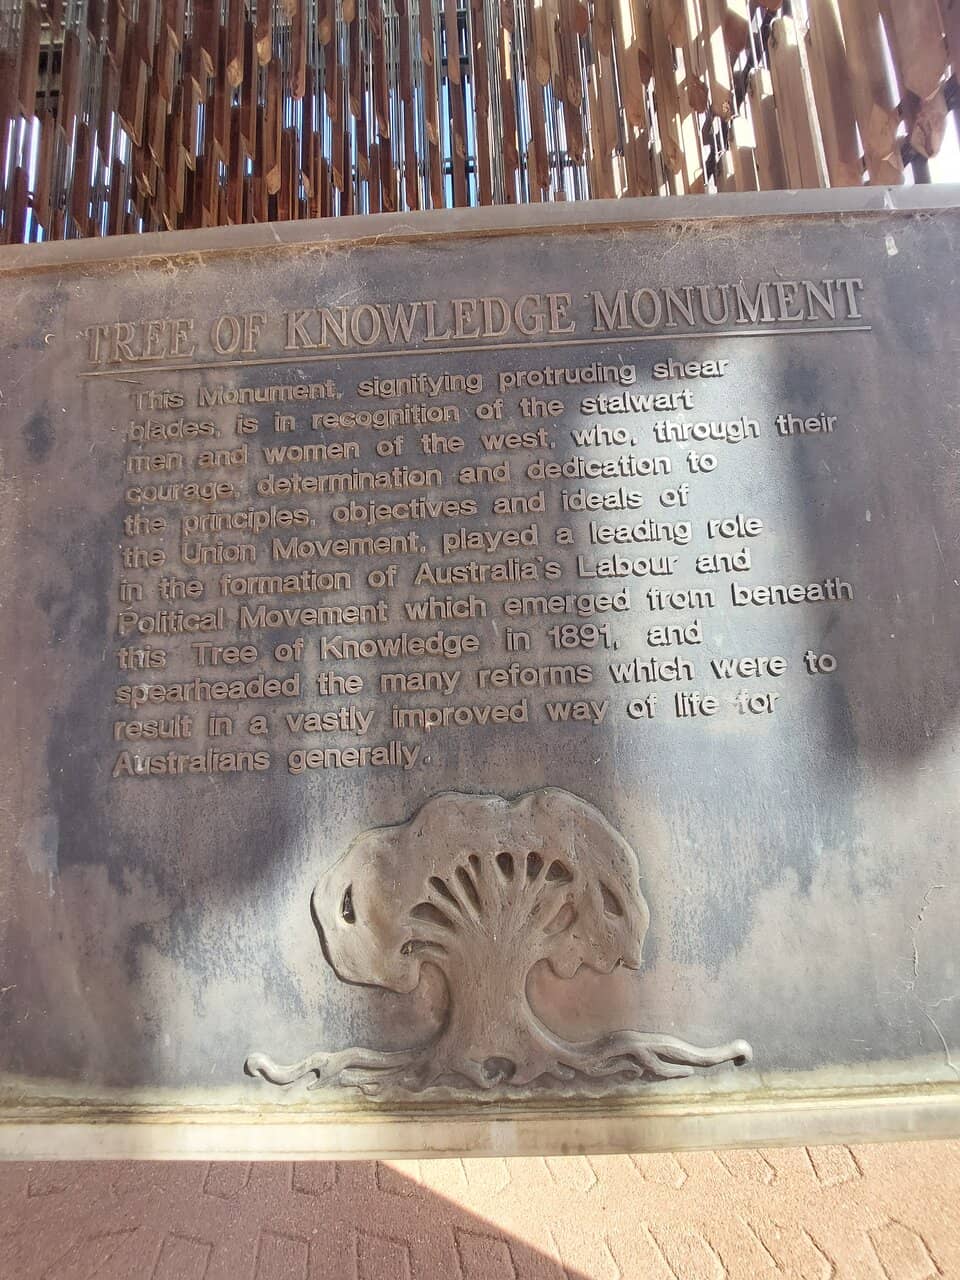 TREE OF KNOWLEDGE MONUMENT
This Monument, signifying protruding shear
blades, is in recognition of the stalwart
men and women of the west, who, through their
courage, determination and dedication to
the principles, objectives and ideals of
the Union Movement, played a leading role
in the formation of Australia's Labour and
Political Movement which emerged from beneath
this Tree of Knowledge in 1891, and
spearheaded the many reforms which were to
result in a vastly improved way of life for
Australians generally.